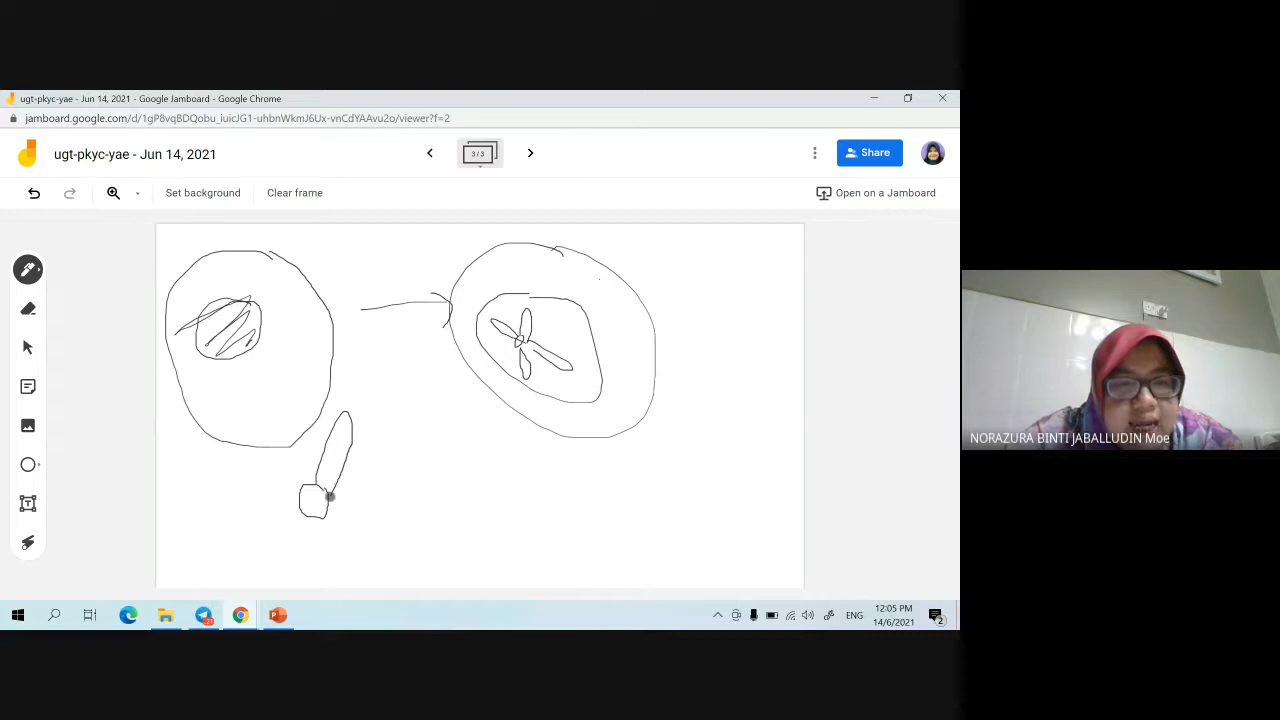 ugt-pkyc-yae - Jun 14, 2021 - Google Jamboard - Google Chrome
jamboard.google.com/d/1gP8vqBDQobu_iuicJG1-uhbnWkmJ6Ux-vnCdYAAvu2o/viewer?f=2
ugt-pkyc-yae - Jun 14, 2021
3 / 3
Share
Set background
Clear frame
Open on a Jamboard
NORAZURA BINTI JABALLUDIN Moe
ENG
12:05 PM
14/6/2021
2